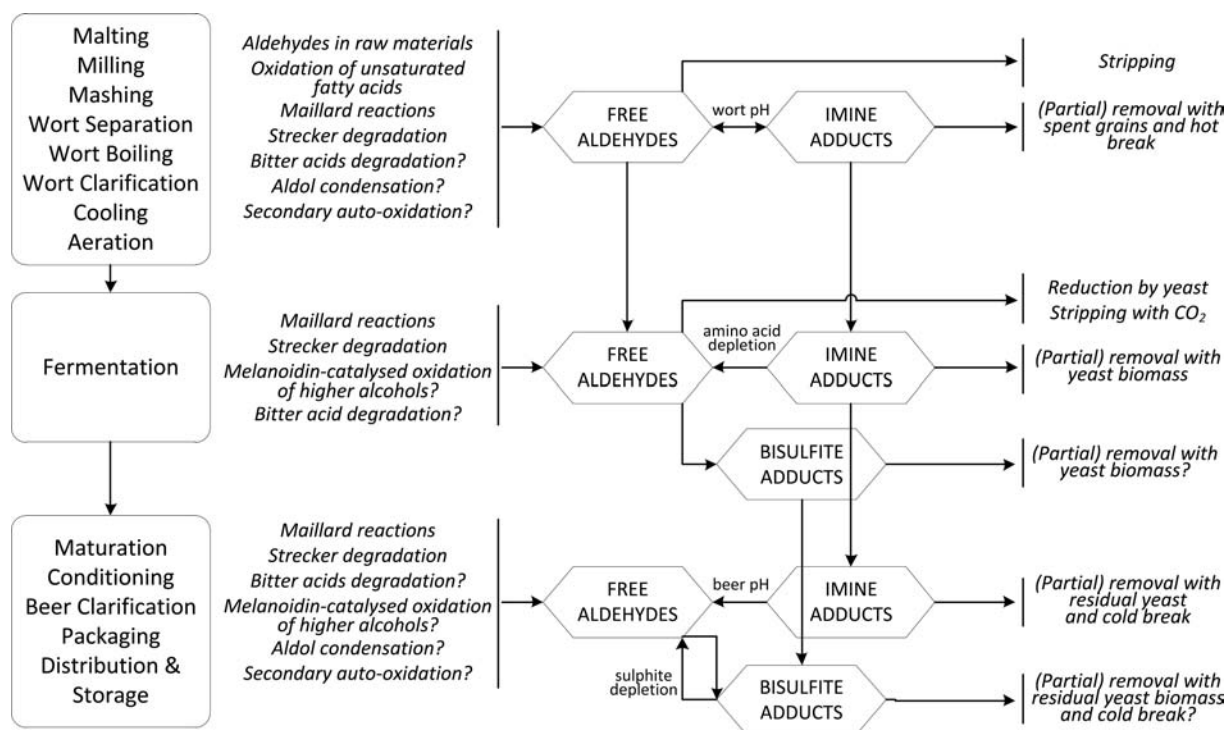 Malting
Milling
Mashing
Wort Separation
Wort Boiling
Wort Clarification
Cooling
Aeration
Aldehydes in raw materials
Oxidation of unsaturated
fatty acids
Maillard reactions
Strecker degradation
Bitter acids degradation?
Aldol condensation?
Secondary auto-oxidation?
FREE
ALDEHYDES
wort pH
IMINE
ADDUCTS
Stripping
(Partial) removal with
spent grains and hot
break
Fermentation
Maillard reactions
Strecker degradation
Melanoidin-catalysed oxidation
of higher alcohols?
Bitter acid degradation?
FREE
ALDEHYDES
amino acid
depletion
IMINE
ADDUCTS
Reduction by yeast
Stripping with CO₂
(Partial) removal with
yeast biomass
BISULFITE
ADDUCTS
(Partial) removal with
yeast biomass?
Maturation
Conditioning
Beer Clarification
Packaging
Distribution &
Storage
Maillard reactions
Strecker degradation
Bitter acids degradation?
Melanoidin-catalysed oxidation
of higher alcohols?
Aldol condensation?
Secondary auto-oxidation?
FREE
ALDEHYDES
beer pH
IMINE
ADDUCTS
(Partial) removal with
residual yeast
and cold break
sulphite
depletion
BISULFITE
ADDUCTS
(Partial) removal with
residual yeast biomass
and cold break?